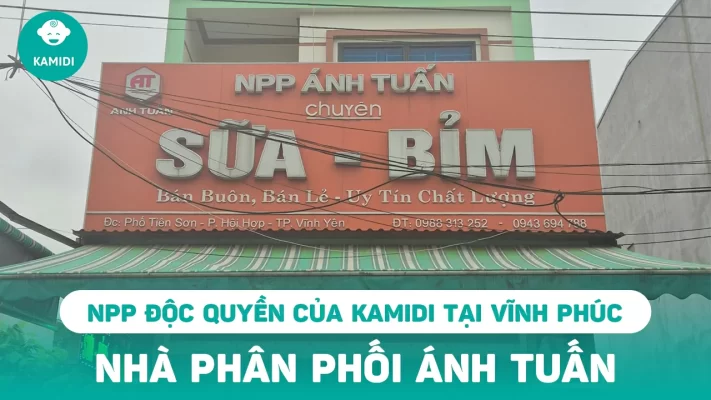 KAMIDI
NPP ÁNH TUẤN
AT
ÁNH TUẤN
chuyên
SỮA - BỈM
Bán Buôn, Bán Lẻ - Uy Tín Chất Lượng
Đc: Phố Tiên Sơn - P. Hội Hợp - TP. Vĩnh Yên
ĐT: 0968 313 252 - 0943 694 788
NPP ĐỘC QUYỀN CỦA KAMIDI TẠI VĨNH PHÚC
NHÀ PHÂN PHỐI ÁNH TUẤN